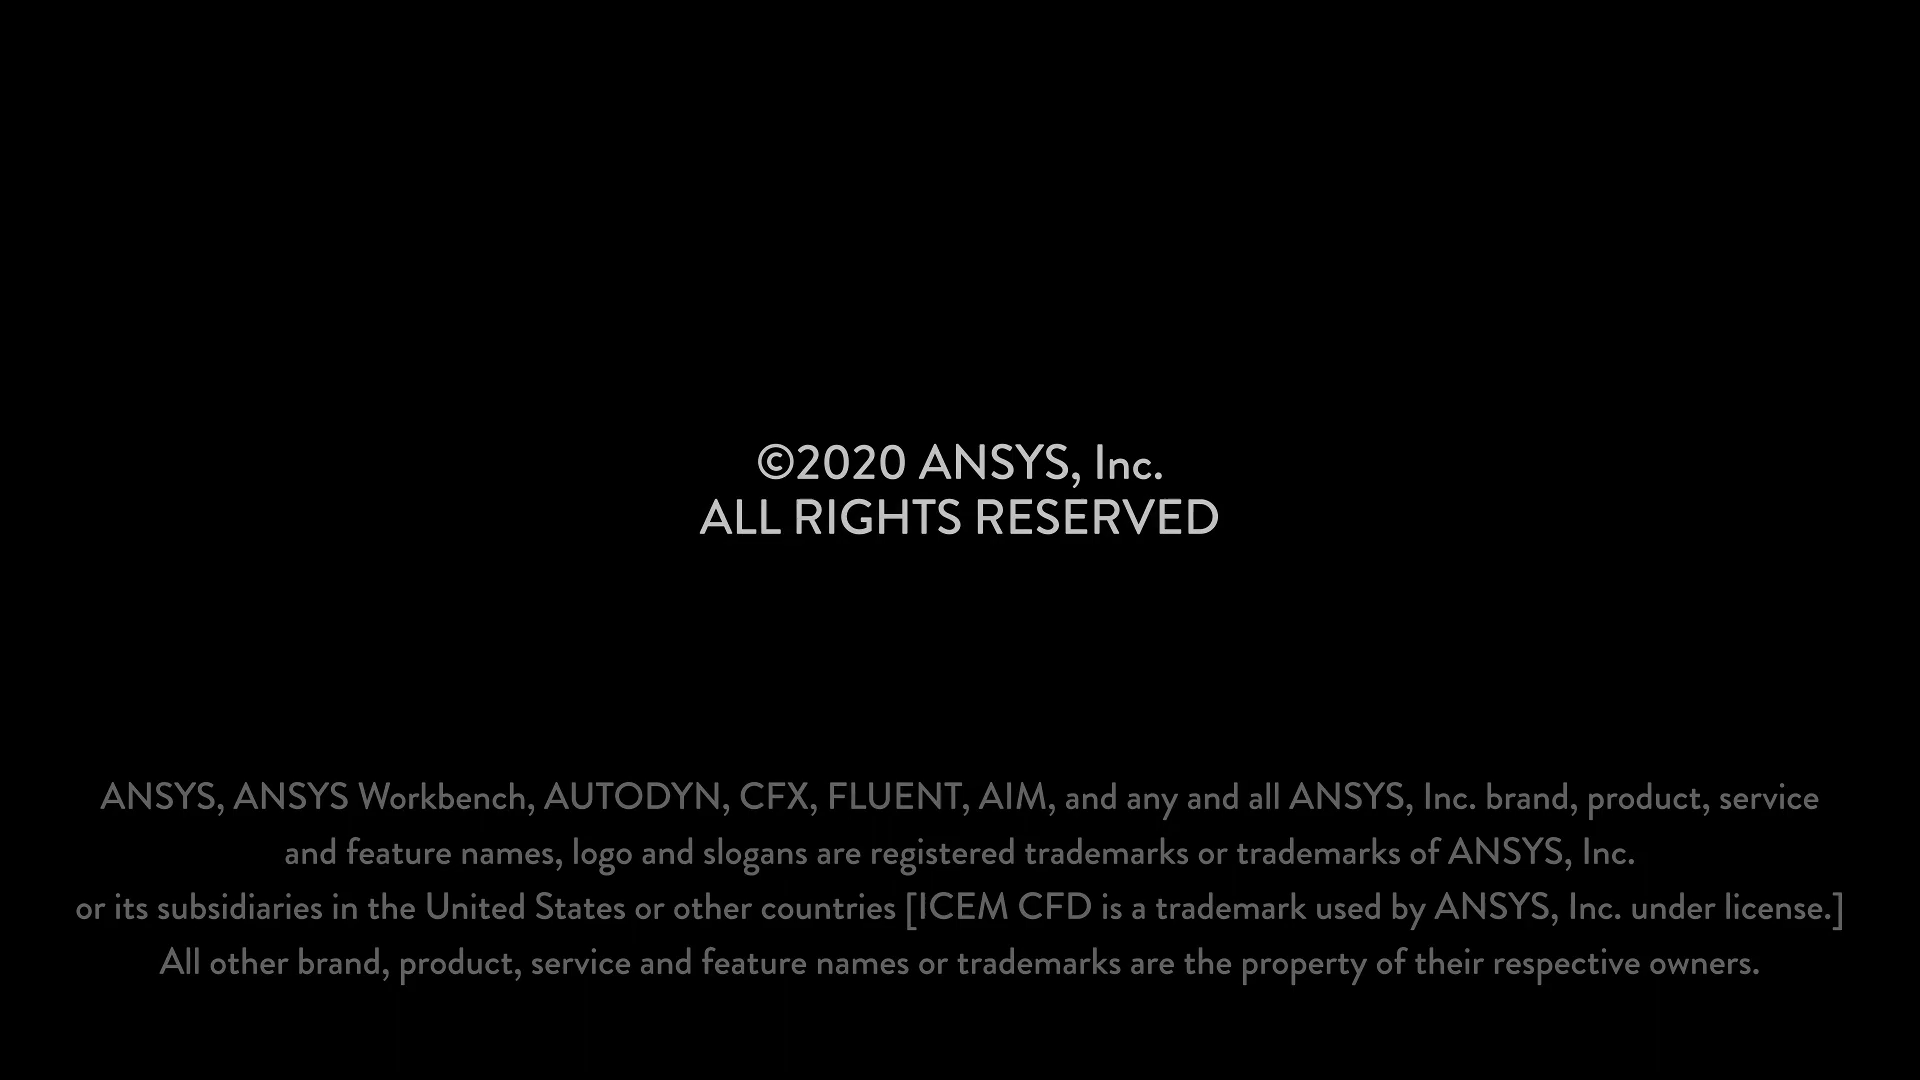 ©2020 ANSYS, Inc.
ALL RIGHTS RESERVED
ANSYS, ANSYS Workbench, AUTODYN, CFX, FLUENT, AIM, and any and all ANSYS, Inc. brand, product, service
and feature names, logo and slogans are registered trademarks or trademarks of ANSYS, Inc.
or its subsidiaries in the United States or other countries [ICEM CFD is a trademark used by ANSYS, Inc. under license.]
All other brand, product, service and feature names or trademarks are the property of their respective owners.